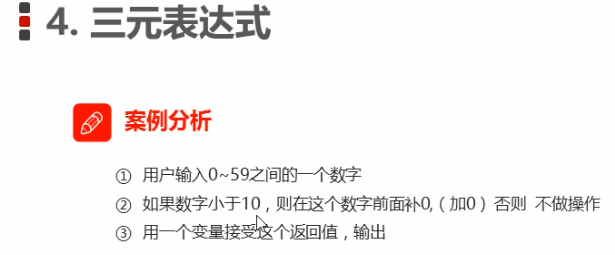 4. 三元表达式
案例分析
① 用户输入0~59之间的一个数字
② 如果数字小于10，则在这个数字前面补0,（加0 ）否则 不做操作
③ 用一个变量接受这个返回值，输出